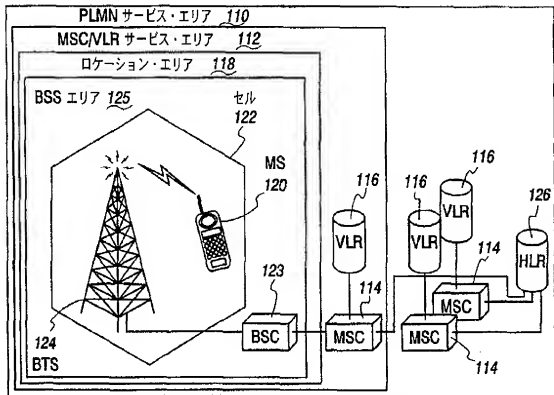 PLMN サービス・エリア 110
MSC/VLR サービス・エリア 112
ロケーション・エリア 118
BSS エリア 125
セル
122
MS
120
116
VLR
116
VLR
116
VLR
126
HLR
123
BSC
114
MSC
114
MSC
MSC
114
124
BTS